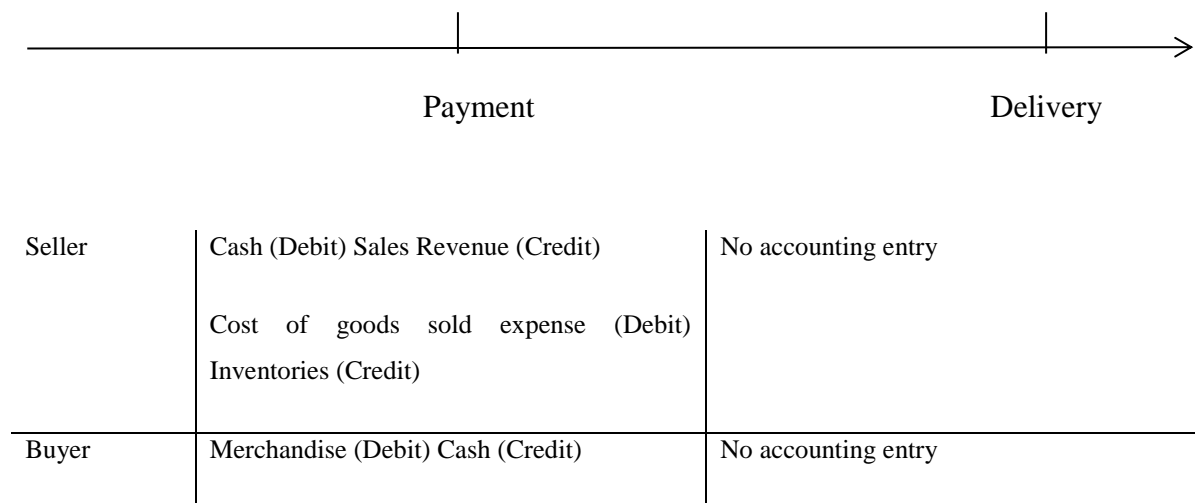 Payment Delivery
Seller Cash (Debit) Sales Revenue (Credit) No accounting entry
Cost of goods sold expense (Debit)
Inventories (Credit)
Buyer Merchandise (Debit) Cash (Credit) No accounting entry